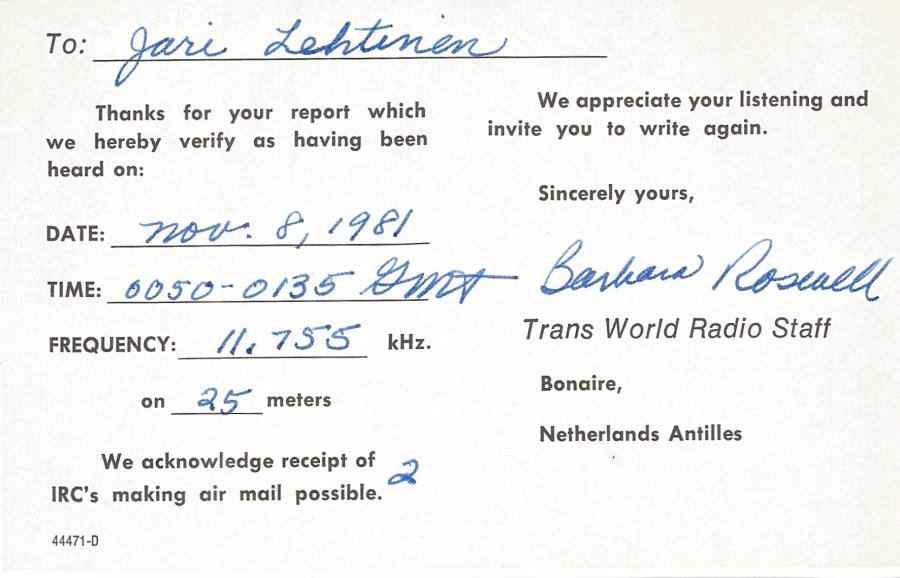 To: Jari Lehtinen
Thanks for your report which
we hereby verify as having been
heard on:
DATE: Nov. 8, 1981
TIME: 0050-0135 GMT
FREQUENCY: 11.755 kHz.
on 25 meters
We acknowledge receipt of
IRC's making air mail possible. 2
44471-D
We appreciate your listening and
invite you to write again.
Sincerely yours,
Barbara Rosewell
Trans World Radio Staff
Bonaire,
Netherlands Antilles